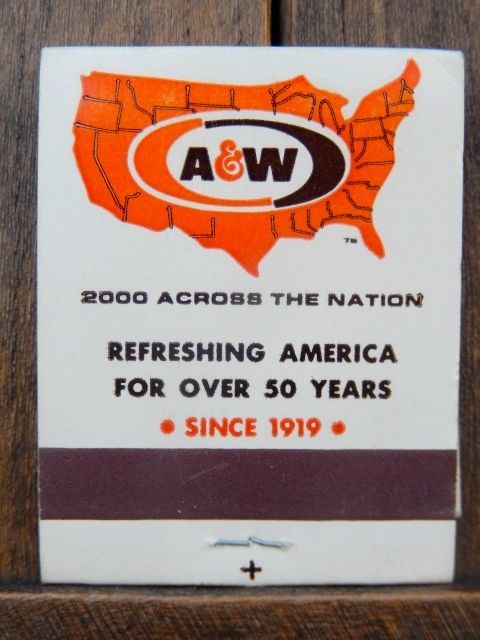 A&W
TM
2000 ACROSS THE NATION
REFRESHING AMERICA
FOR OVER 50 YEARS
• SINCE 1919 •
+